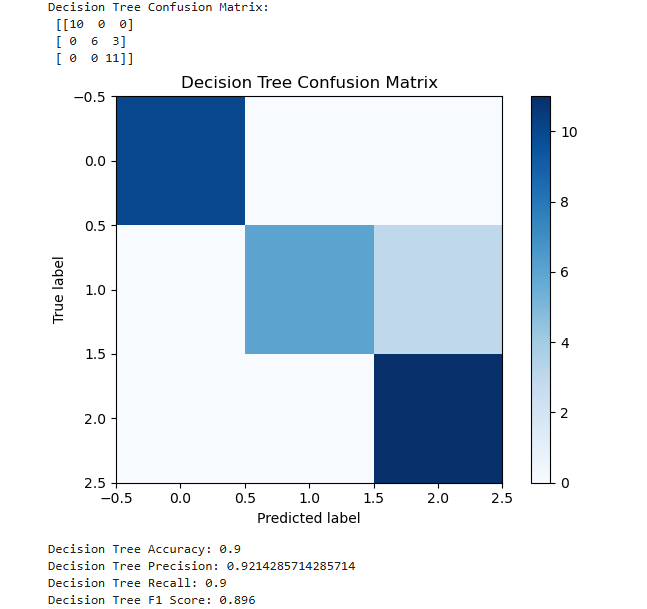 Decision Tree Confusion Matrix:
[[10  0  0]
[ 0  6  3]
[ 0  0 11]]
Decision Tree Confusion Matrix
−0.5
0.0
0.5
1.0
1.5
2.0
2.5
True label
−0.5 0.0 0.5 1.0 1.5 2.0 2.5
Predicted label
10
8
6
4
2
0
Decision Tree Accuracy: 0.9
Decision Tree Precision: 0.9214285714285714
Decision Tree Recall: 0.9
Decision Tree F1 Score: 0.896